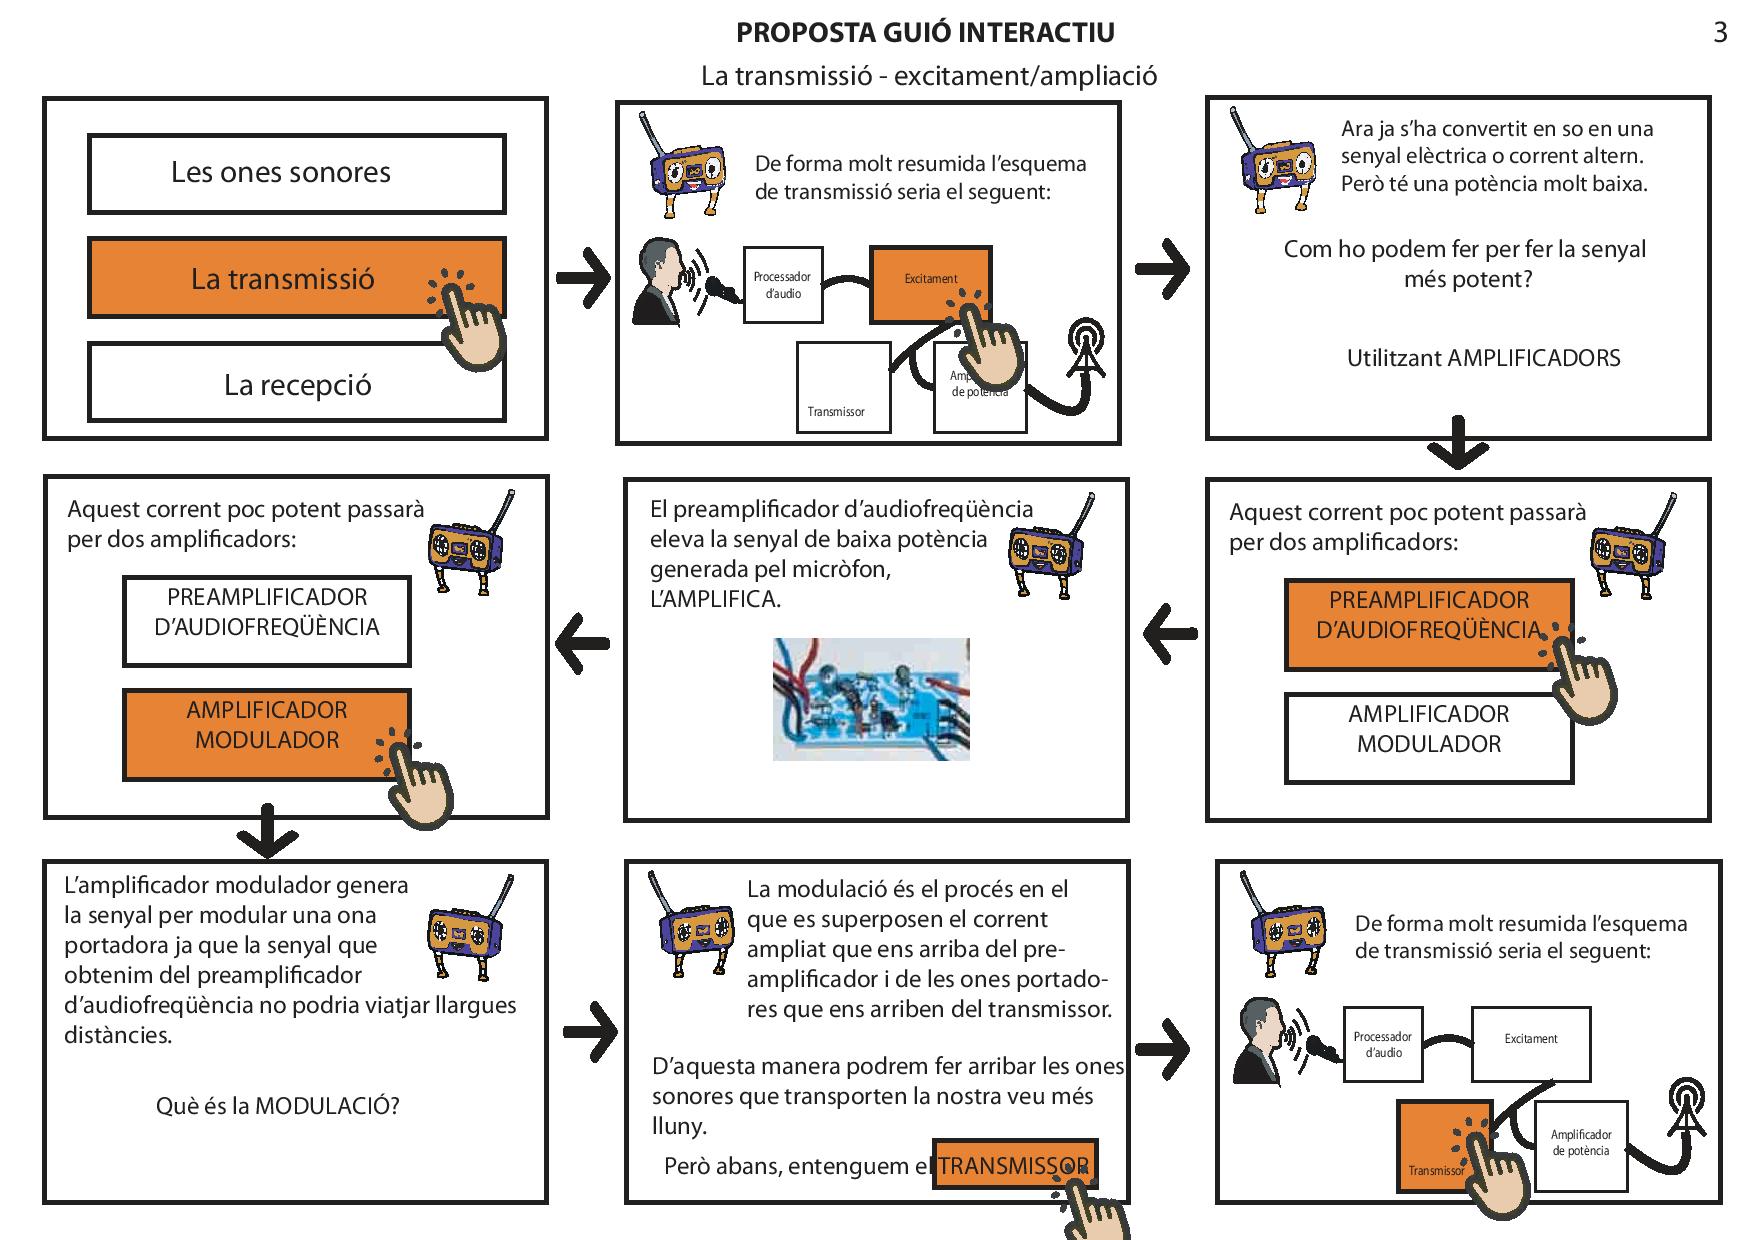 PROPOSTA GUIÓ INTERACTIU
3
La transmissió - excitament/ampliació
Les ones sonores
La transmissió
La recepció
De forma molt resumida l'esquema
de transmissió seria el seguent:
Processador
d'audio
Excitament
Transmissor
de potència
Ara ja s'ha convertit en so en una
senyal elèctrica o corrent altern.
Però té una potència molt baixa.
Com ho podem fer per fer la senyal
més potent?
Utilitzant AMPLIFICADORS
Aquest corrent poc potent passarà
per dos amplificadors:
PREAMPLIFICADOR
D'AUDIOFREQÜÈNCIA
AMPLIFICADOR
MODULADOR
El preamplificador d'audiofreqüència
eleva la senyal de baixa potència
generada pel micròfon,
L'AMPLIFICA.
Aquest corrent poc potent passarà
per dos amplificadors:
PREAMPLIFICADOR
D'AUDIOFREQÜÈNCIA
AMPLIFICADOR
MODULADOR
L'amplificador modulador genera
la senyal per modular una ona
portadora ja que la senyal que
obtenim del preamplificador
d'audiofreqüència no podria viatjar llargues
distàncies.
Què és la MODULACIÓ?
La modulació és el procés en el
que es superposen el corrent
ampliat que ens arriba del pre-
amplificador i de les ones portado-
res que ens arriben del transmissor.
D'aquesta manera podrem fer arribar les ones
sonores que transporten la nostra veu més
lluny.
Però abans, entenguem el TRANSMISSOR
De forma molt resumida l'esquema
de transmissió seria el seguent:
Processador
d'audio
Excitament
Transmissor
Amplificador
de potència